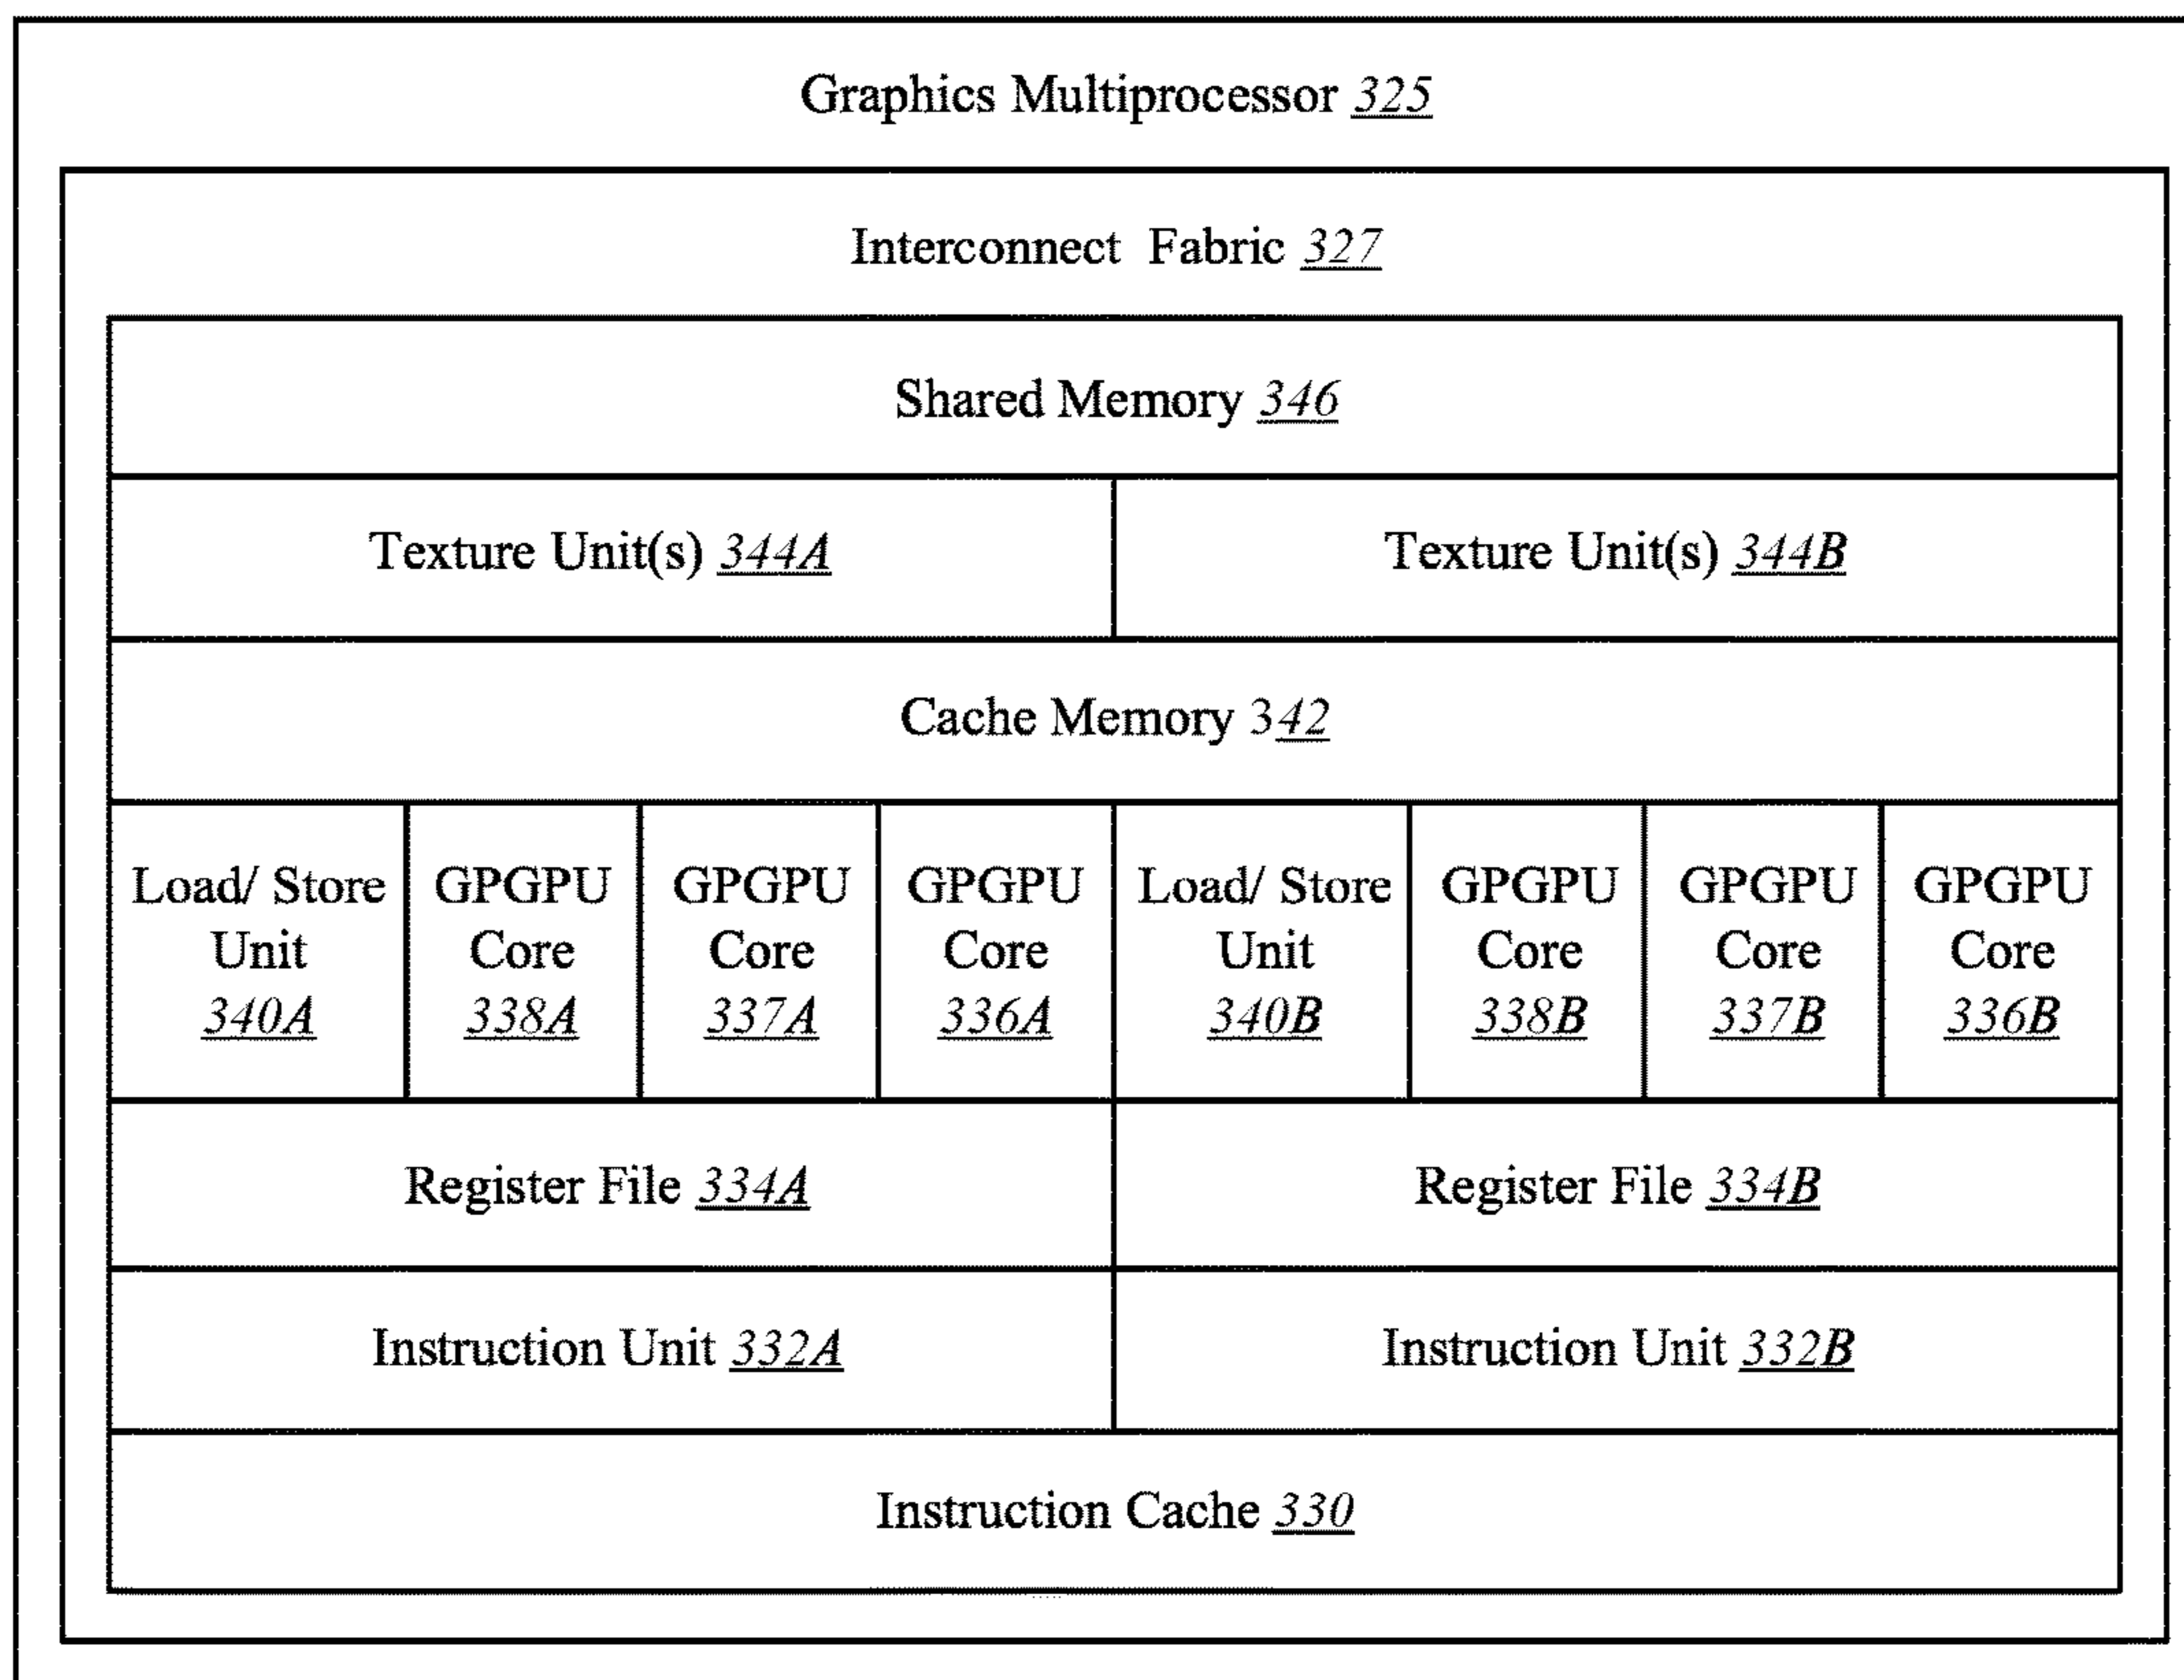 Graphics Multiprocessor 325
Interconnect Fabric 327
Shared Memory 346
Texture Unit(s) 344A
Texture Unit(s) 344B
Cache Memory 342
Load/ Store
Unit
340A
GPGPU
Core
338A
GPGPU
Core
337A
GPGPU
Core
336A
Load/ Store
Unit
340B
GPGPU
Core
338B
GPGPU
Core
337B
GPGPU
Core
336B
Register File 334A
Register File 334B
Instruction Unit 332A
Instruction Unit 332B
Instruction Cache 330